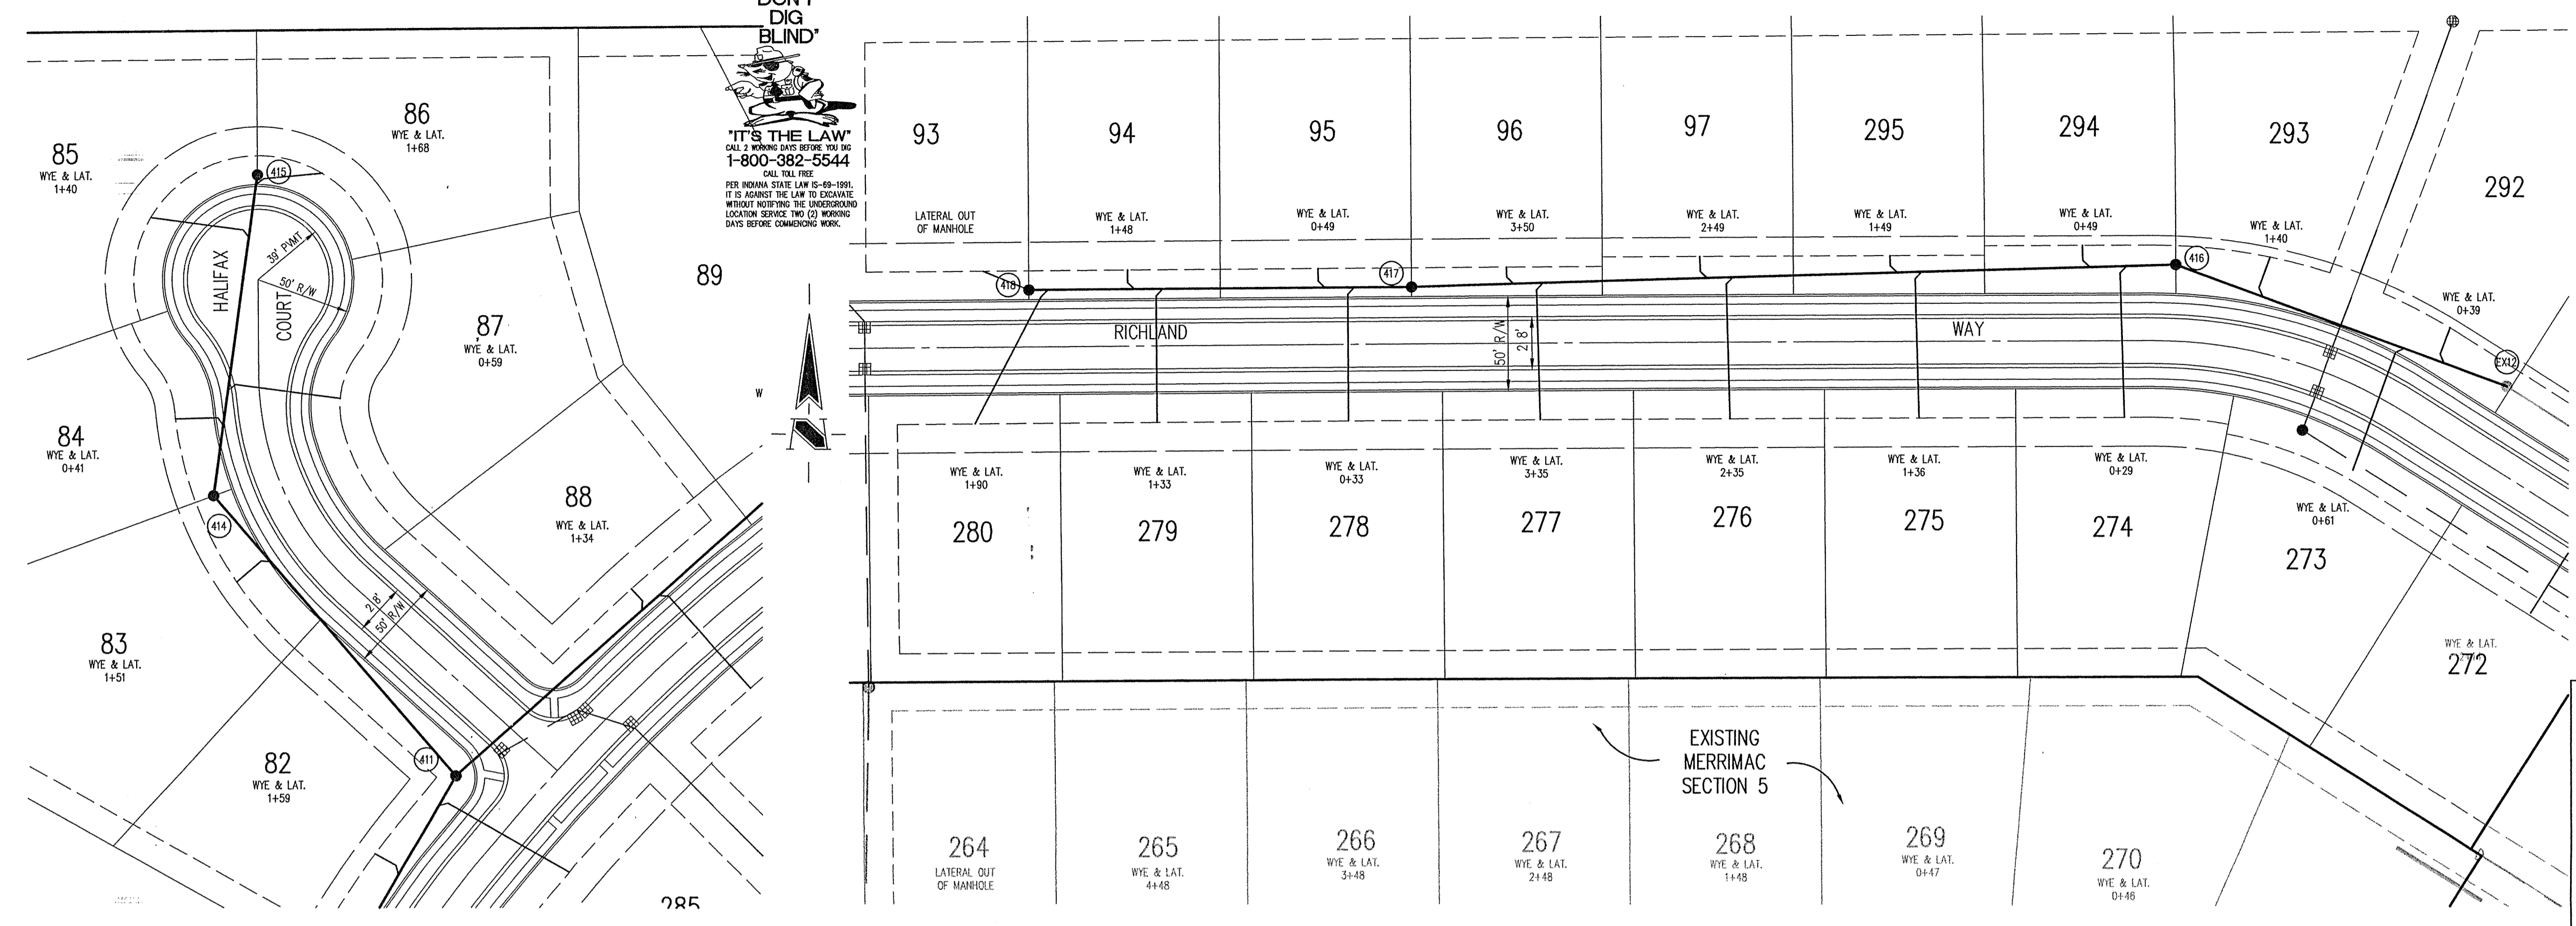 DON'T
DIG
BLIND"
"IT'S THE LAW"
CALL 2 WORKING DAYS BEFORE YOU DIG
1-800-382-5544
CALL TOLL FREE
PER INDIANA STATE LAW IS-69-1991.
IT IS AGAINST THE LAW TO EXCAVATE
WITHOUT NOTIFYING THE UNDERGROUND
LOCATION SERVICE TWO (2) WORKING
DAYS BEFORE COMMENCING WORK.
86
WYE & LAT.
1+68
85
WYE & LAT.
1+40
415
39' PVMT
50' R/W
HALIFAX
COURT
89
87
WYE & LAT.
0+59
84
WYE & LAT.
0+41
414
88
WYE & LAT.
1+34
28'
50' R/W
83
WYE & LAT.
1+51
82
WYE & LAT.
1+59
411
285
W
N
93
LATERAL OUT
OF MANHOLE
94
WYE & LAT.
1+48
95
WYE & LAT.
0+49
96
WYE & LAT.
3+50
97
WYE & LAT.
2+49
295
WYE & LAT.
1+49
294
WYE & LAT.
0+49
293
WYE & LAT.
1+40
292
WYE & LAT.
0+39
418
417
416
EX12
RICHLAND
WAY
50' R/W
28'
WYE & LAT.
1+90
280
WYE & LAT.
1+33
279
WYE & LAT.
0+33
278
WYE & LAT.
3+35
277
WYE & LAT.
2+35
276
WYE & LAT.
1+36
275
WYE & LAT.
0+29
274
WYE & LAT.
0+61
273
WYE & LAT.
272
EXISTING
MERRIMAC
SECTION 5
264
LATERAL OUT
OF MANHOLE
265
WYE & LAT.
4+48
266
WYE & LAT.
3+48
267
WYE & LAT.
2+48
268
WYE & LAT.
1+48
269
WYE & LAT.
0+47
270
WYE & LAT.
0+46